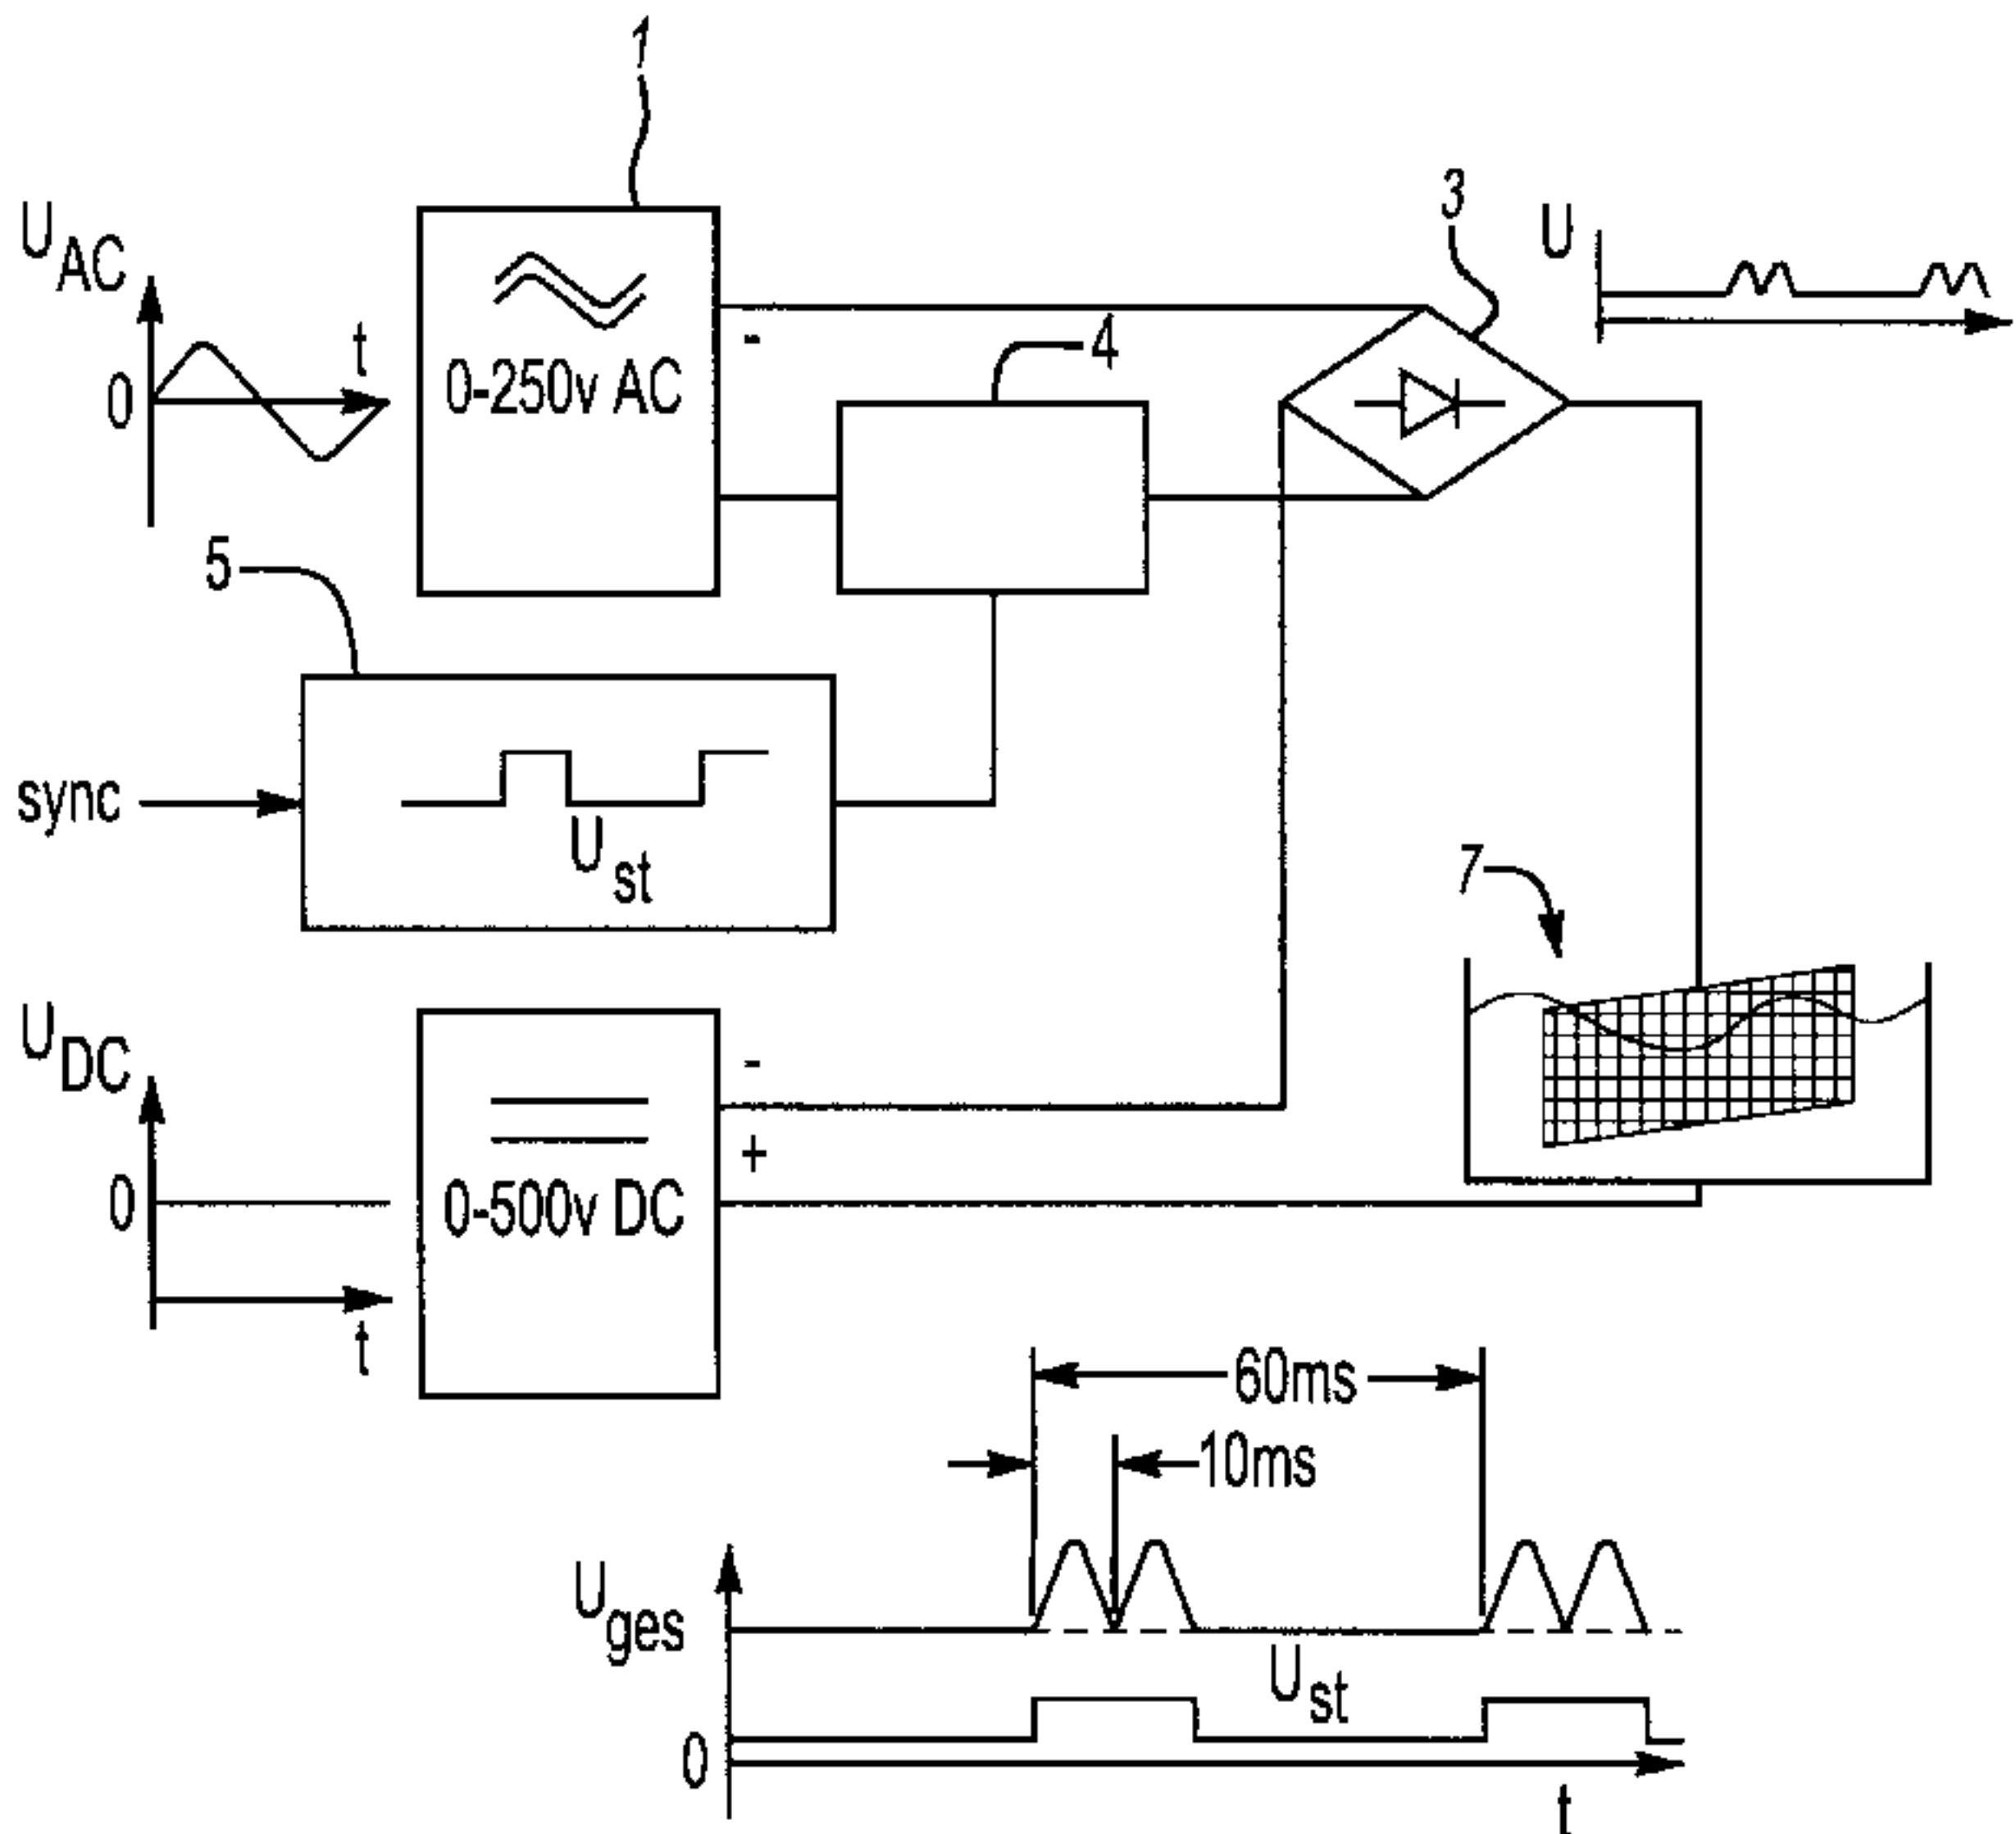 1
U AC
t
0
0-250v AC
-
4
3
U
5
sync
U st
7
U DC
0
t
0-500v DC
-
+
60ms
10ms
U ges
U st
0
t